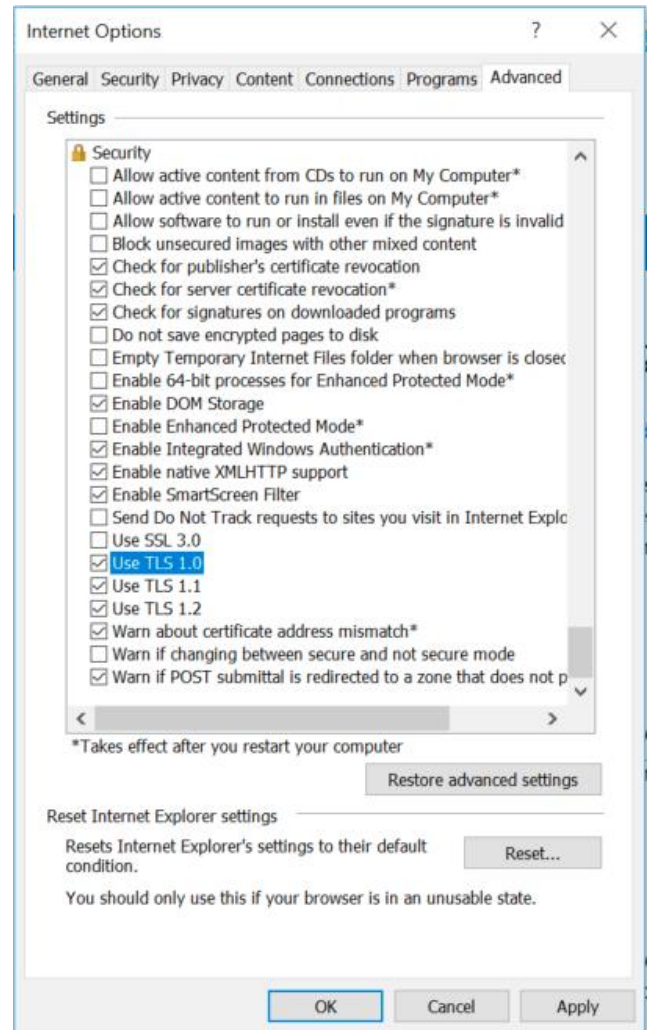 Internet Options
General Security Privacy Content Connections Programs Advanced
Settings
Security
Allow active content from CDs to run on My Computer*
Allow active content to run in files on My Computer*
Allow software to run or install even if the signature is invalid
Block unsecured images with other mixed content
Check for publisher's certificate revocation
Check for server certificate revocation*
Check for signatures on downloaded programs
Do not save encrypted pages to disk
Empty Temporary Internet Files folder when browser is closed
Enable 64-bit processes for Enhanced Protected Mode*
Enable DOM Storage
Enable Enhanced Protected Mode*
Enable Integrated Windows Authentication*
Enable native XMLHTTP support
Enable SmartScreen Filter
Send Do Not Track requests to sites you visit in Internet Explo
Use SSL 3.0
Use TLS 1.0
Use TLS 1.1
Use TLS 1.2
Warn about certificate address mismatch*
Warn if changing between secure and not secure mode
Warn if POST submittal is redirected to a zone that does not p
*Takes effect after you restart your computer
Restore advanced settings
Reset Internet Explorer settings
Resets Internet Explorer's settings to their default
condition.
Reset...
You should only use this if your browser is in an unusable state.
OK Cancel Apply